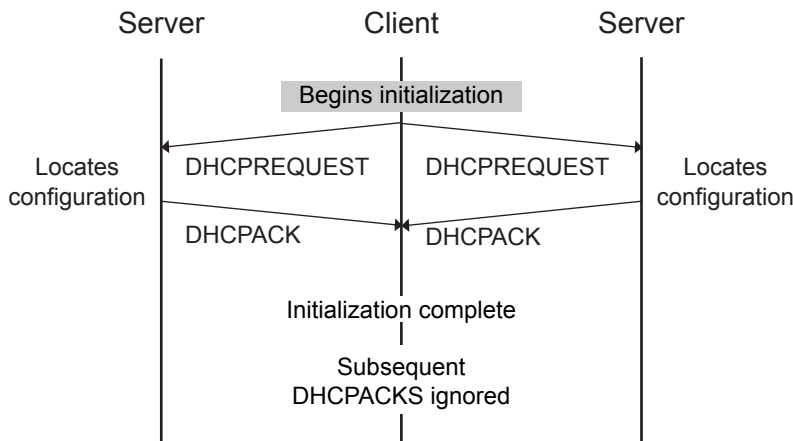 Server
Client
Server
Begins initialization
DHCPREQUEST
DHCPREQUEST
Locates
configuration
Locates
configuration
DHCPACK
DHCPACK
Initialization complete
Subsequent
DHCPACKS ignored